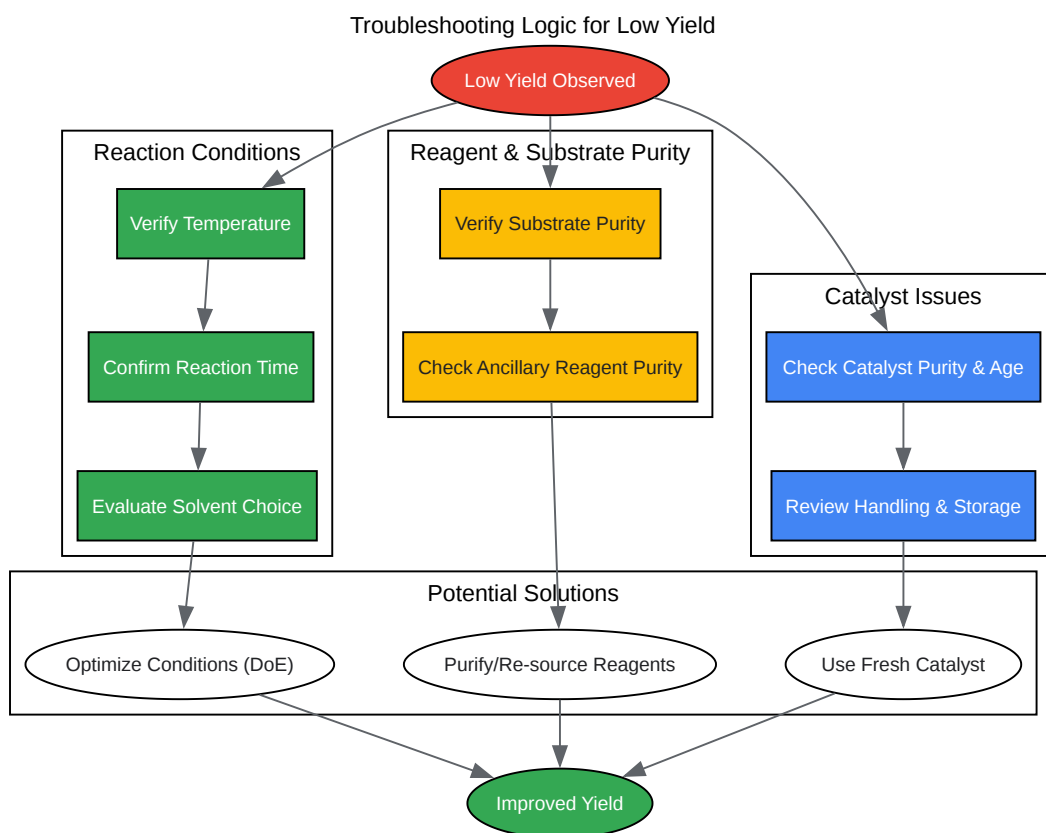 Troubleshooting Logic for Low Yield
Low Yield Observed
Reaction Conditions
Verify Temperature
Confirm Reaction Time
Evaluate Solvent Choice
Reagent & Substrate Purity
Verify Substrate Purity
Check Ancillary Reagent Purity
Catalyst Issues
Check Catalyst Purity & Age
Review Handling & Storage
Potential Solutions
Optimize Conditions (DoE)
Purify/Re-source Reagents
Use Fresh Catalyst
Improved Yield